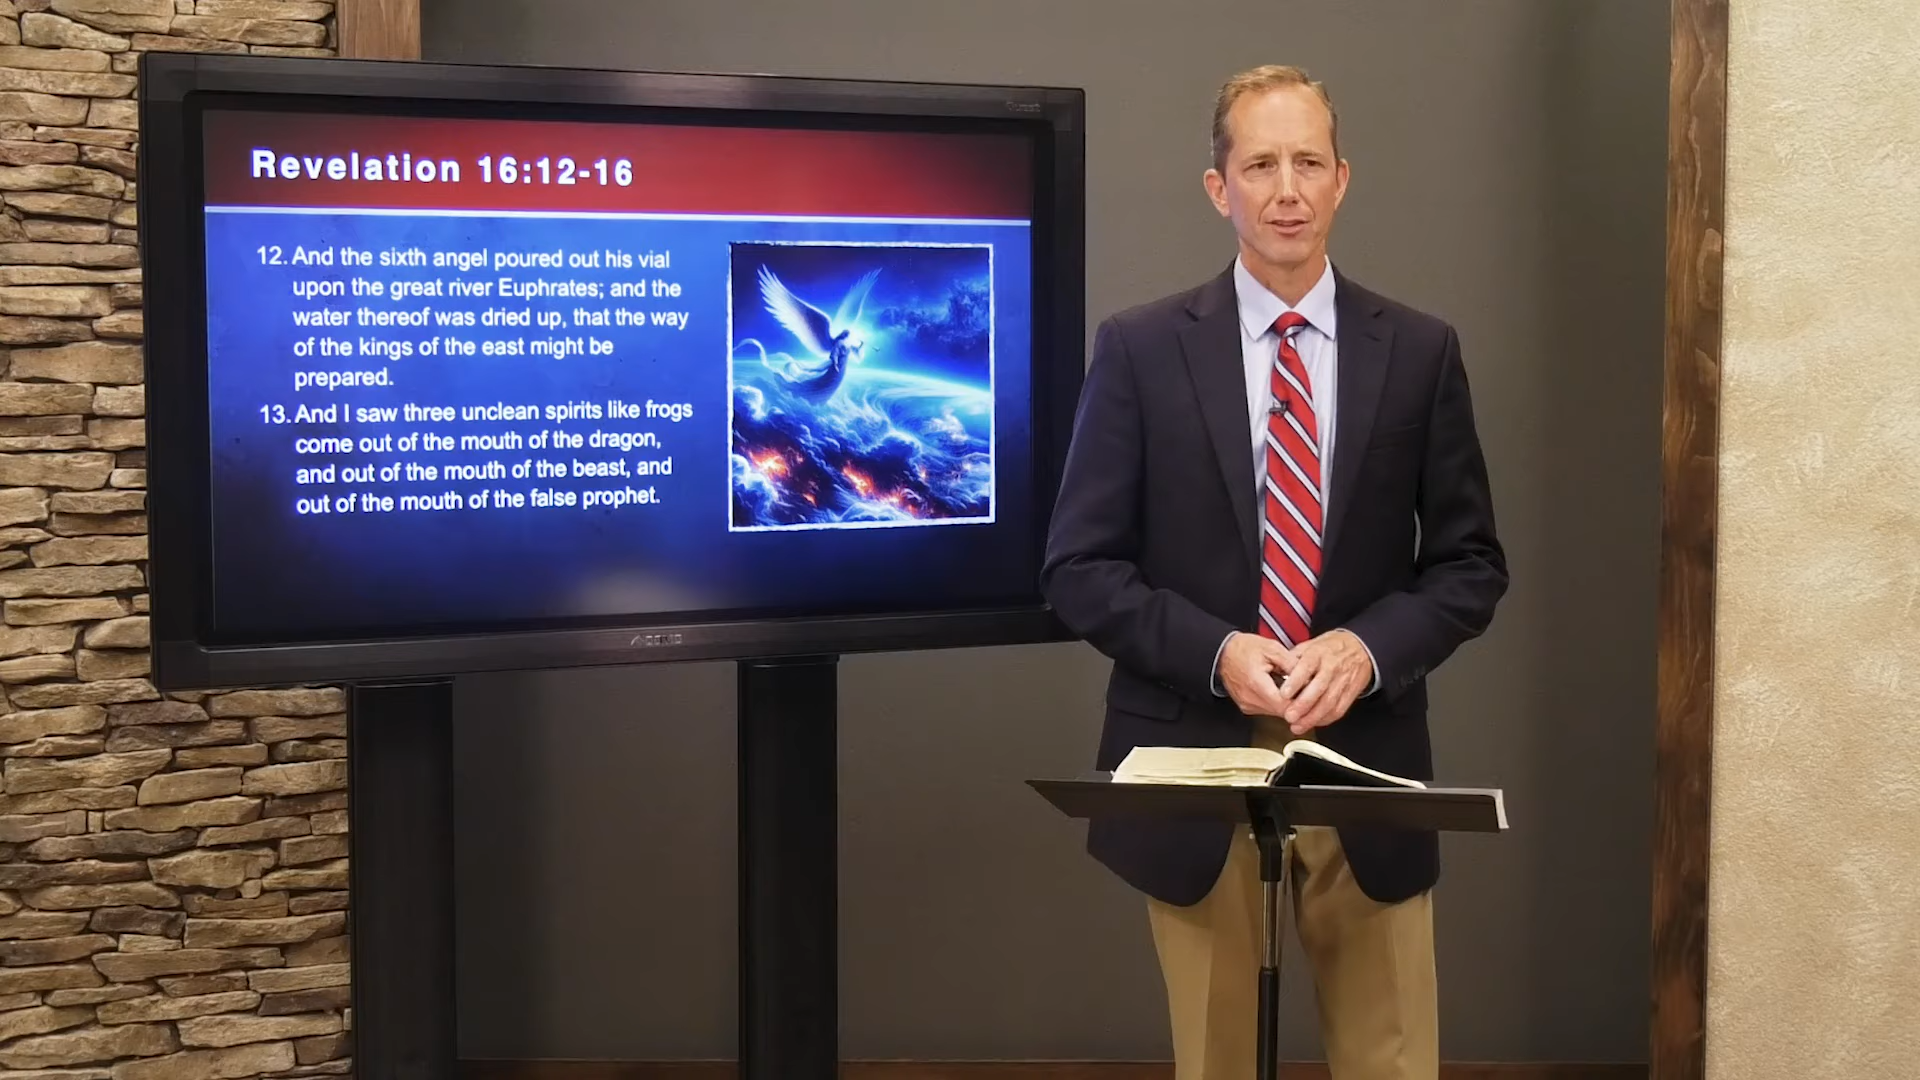 Revelation 16:12-16
12. And the sixth angel poured out his vial
upon the great river Euphrates; and the
water thereof was dried up, that the way
of the kings of the east might be
prepared.
13. And I saw three unclean spirits like frogs
come out of the mouth of the dragon,
and out of the mouth of the beast, and
out of the mouth of the false prophet.